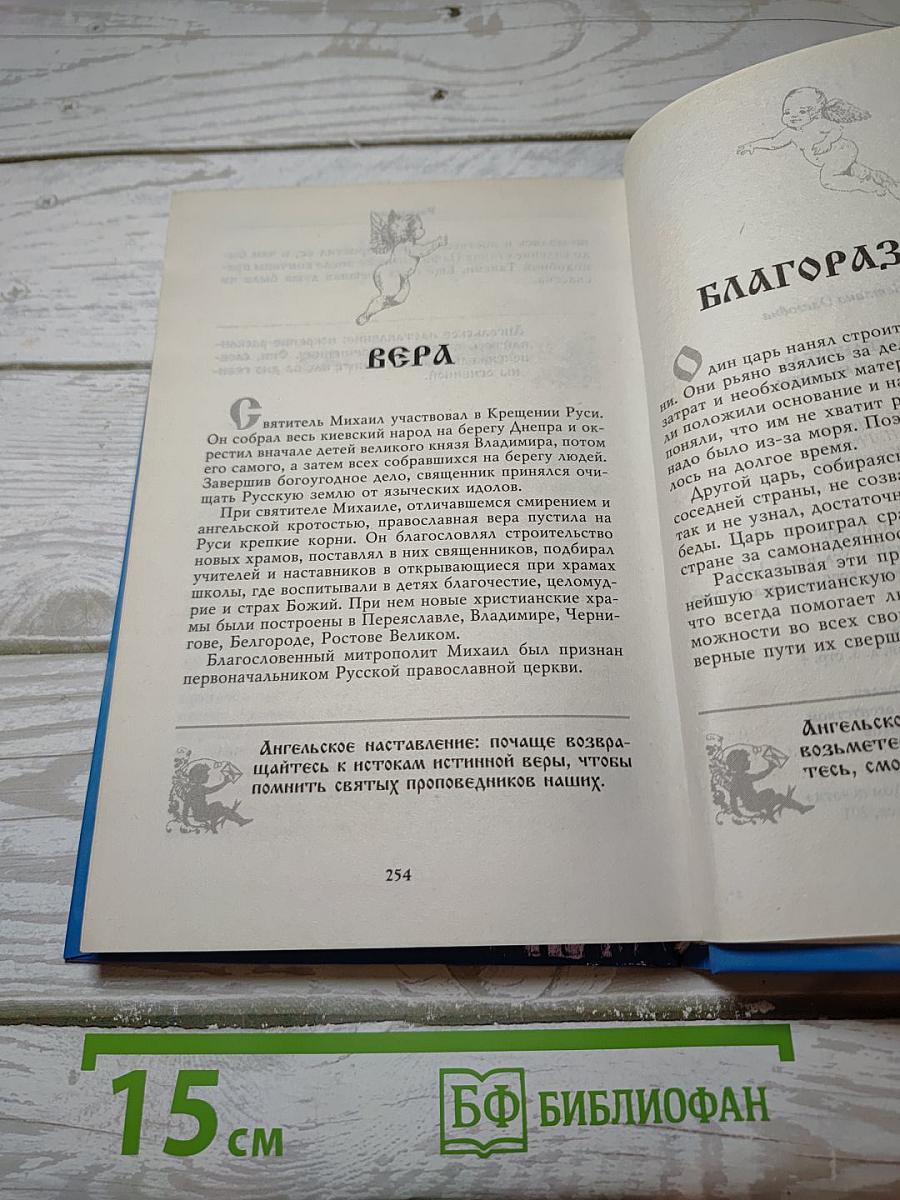 ВЕРА
Святитель Михаил участвовал в Крещении Руси.
Он собрал весь киевский народ на берегу Днепра и ок-
рестил вначале детей великого князя Владимира, потом
его самого, а затем всех собравшихся на берегу людей.
Завершив богоугодное дело, священник принялся очи-
щать Русскую землю от языческих идолов.
При святителе Михаиле, отличавшемся смирением и
ангельской кротостью, православная вера пустила на
Руси крепкие корни. Он благословлял строительство
новых храмов, поставлял в них священников, подбирал
учителей и наставников в открывающиеся при храмах
школы, где воспитывали в детях благочестие, целомуд-
рие и страх Божий. При нем новые христианские хра-
мы были построены в Переяславле, Владимире, Черни-
гове, Белгороде, Ростове Великом.
Благословенный митрополит Михаил был признан
первоначальником Русской православной церкви.
Ангельское наставление: почаще возвра-
щайтесь к истокам истинной веры, чтобы
помнить святых проповедников наших.
254
БЛАГОРАЗ
Один царь нанял строит
ни. Они рьяно взялись за де
затрат и необходимых матер
ли положили основание и на
поняли, что им не хватит р
надо было из-за моря. Поэ
лось на долгое время.
Другой царь, собираясь
соседней страны, не созва
так и не узнал, достаточн
беды. Царь проиграл сра
стране за самонадеяннос
Рассказывая эти пр
нейшую христианскую
что всегда помогает лю
можности во всех сво
верные пути их сверш
Ангельско
возьмете
тесь, смо
15 см
БФ БИБЛИОФАН